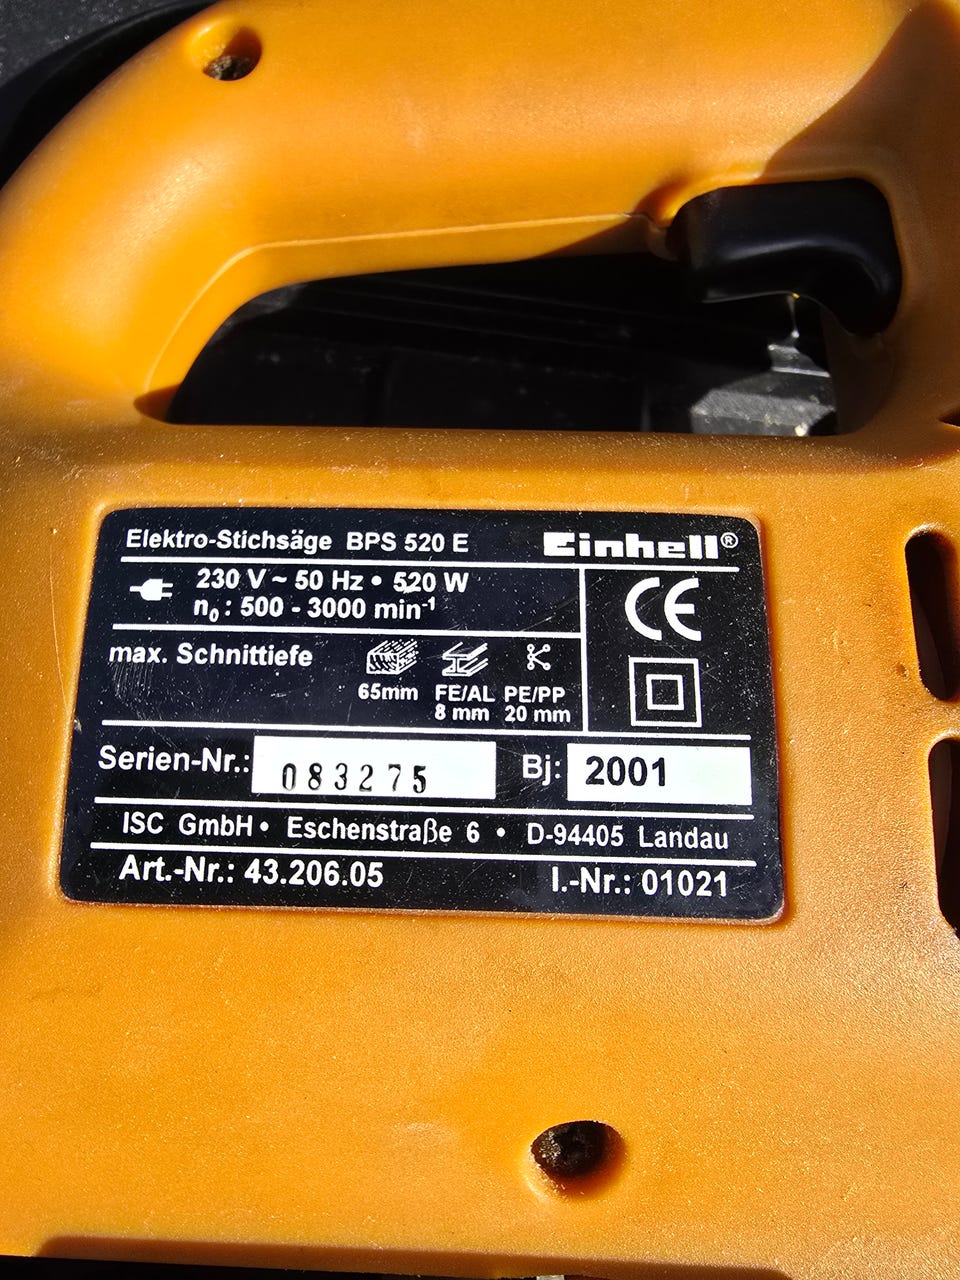 Elektro-Stichsäge BPS 520 E
Einhell®
230 V ~ 50 Hz • 520 W
n₀ : 500 - 3000 min⁻¹
CE
max. Schnittiefe
65mm
FE/AL
8 mm
PE/PP
20 mm
Serien-Nr.: 083275
Bj: 2001
ISC GmbH • Eschenstraße 6 • D-94405 Landau
Art.-Nr.: 43.206.05
I.-Nr.: 01021